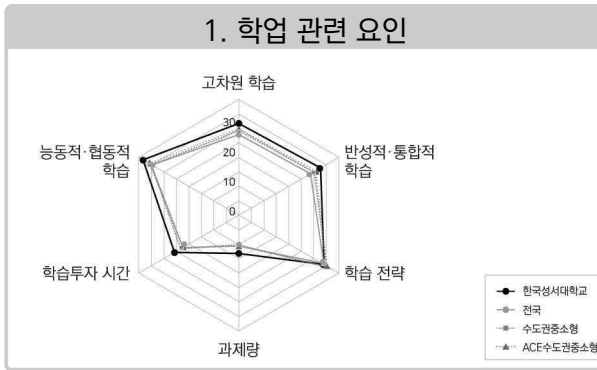 1. 학업 관련 요인
고차원 학습
30
20
10
0
능동적·협동적
학습
반성적·통합적
학습
학습투자 시간
학습 전략
과제량
한국성서대학교
전국
수도권중소형
ACE수도권중소형